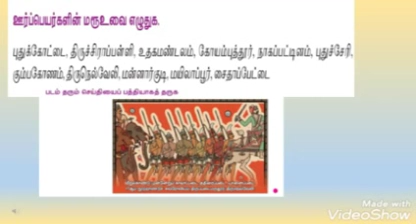 ஊர்ப்பெயர்களின் மரூஉவை எழுதுக.
புதுக்கோட்டை, திருச்சிராப்பள்ளி, உதகமண்டலம், கோயம்புத்தூர், நாகப்பட்டினம், புதுச்சேரி,
கும்பகோணம், திருநெல்வேலி, மன்னார்குடி, மயிலாப்பூர், சைதாப்பேட்டை
படம் தரும் செய்தியைப் பத்தியாகத் தருக
Made with
VideoShow